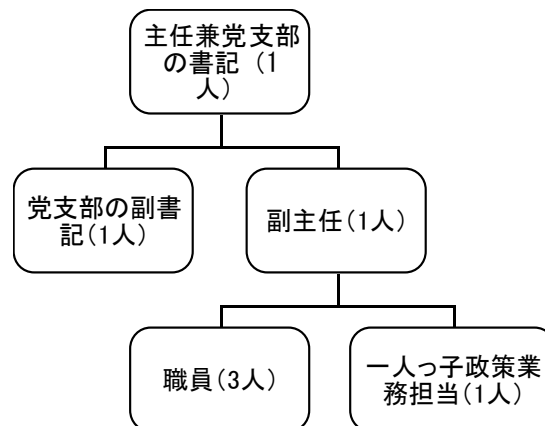 主任兼党支部
の書記（1
人）
党支部の副書
記（1人）
副主任（1人）
職員（3人）
一人っ子政策業
務担当（1人）